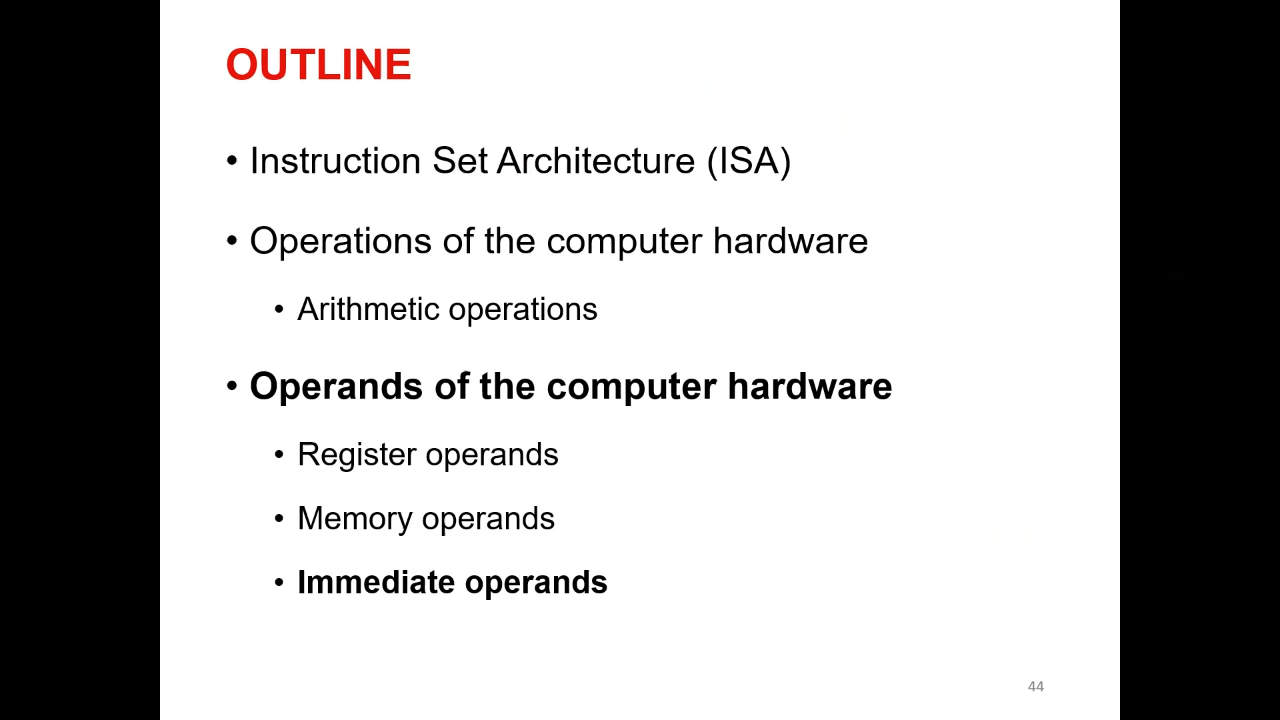 OUTLINE
• Instruction Set Architecture (ISA)
• Operations of the computer hardware
• Arithmetic operations
• Operands of the computer hardware
• Register operands
• Memory operands
• Immediate operands
44